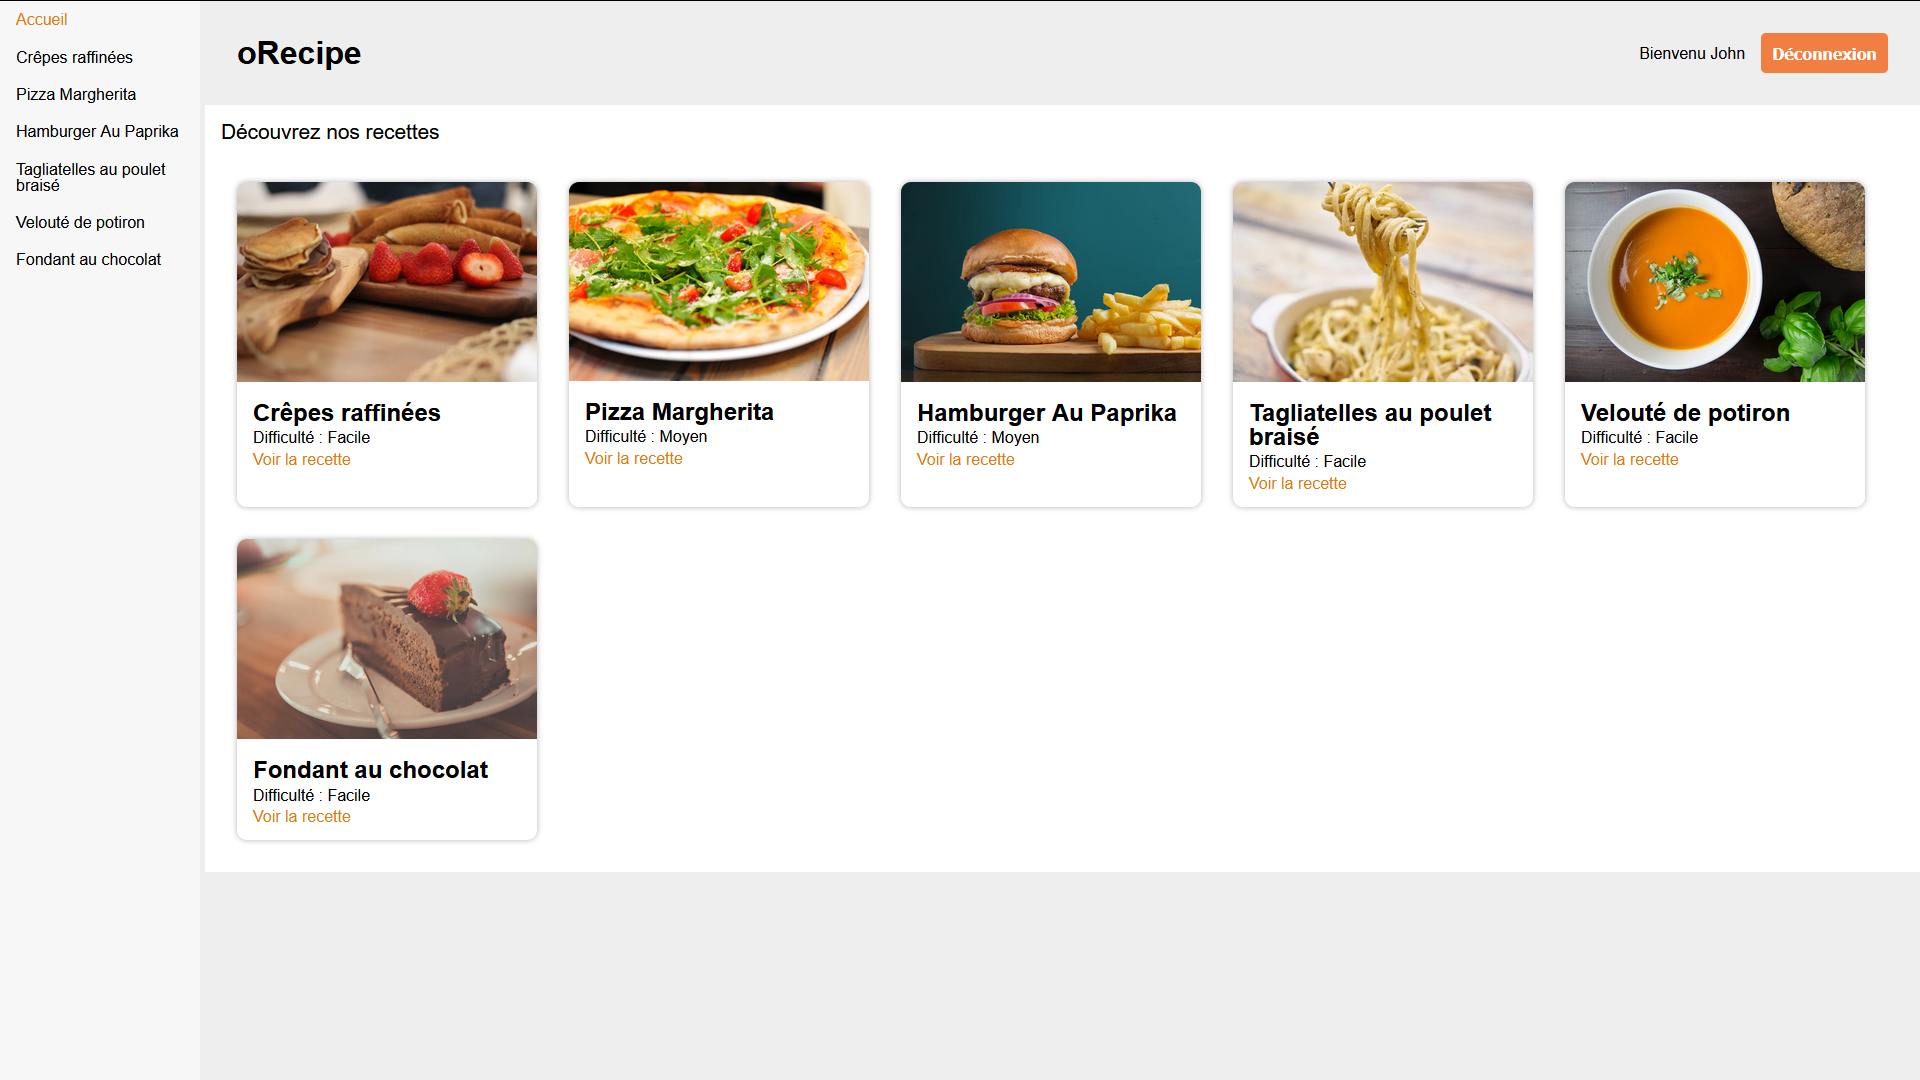 Accueil
Crêpes raffinées
Pizza Margherita
Hamburger Au Paprika
Tagliatelles au poulet
braisé
Velouté de potiron
Fondant au chocolat
oRecipe
Bienvenu John
Déconnexion
Découvrez nos recettes
Crêpes raffinées
Difficulté : Facile
Voir la recette
Pizza Margherita
Difficulté : Moyen
Voir la recette
Hamburger Au Paprika
Difficulté : Moyen
Voir la recette
Tagliatelles au poulet
braisé
Difficulté : Facile
Voir la recette
Velouté de potiron
Difficulté : Facile
Voir la recette
Fondant au chocolat
Difficulté : Facile
Voir la recette